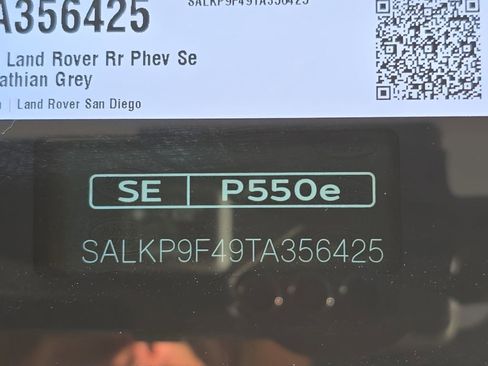 A356425
SALKP9F49TA356425
Land Rover Rr Phev Se
athian Grey
Land Rover San Diego
SE | P550e
SALKP9F49TA356425